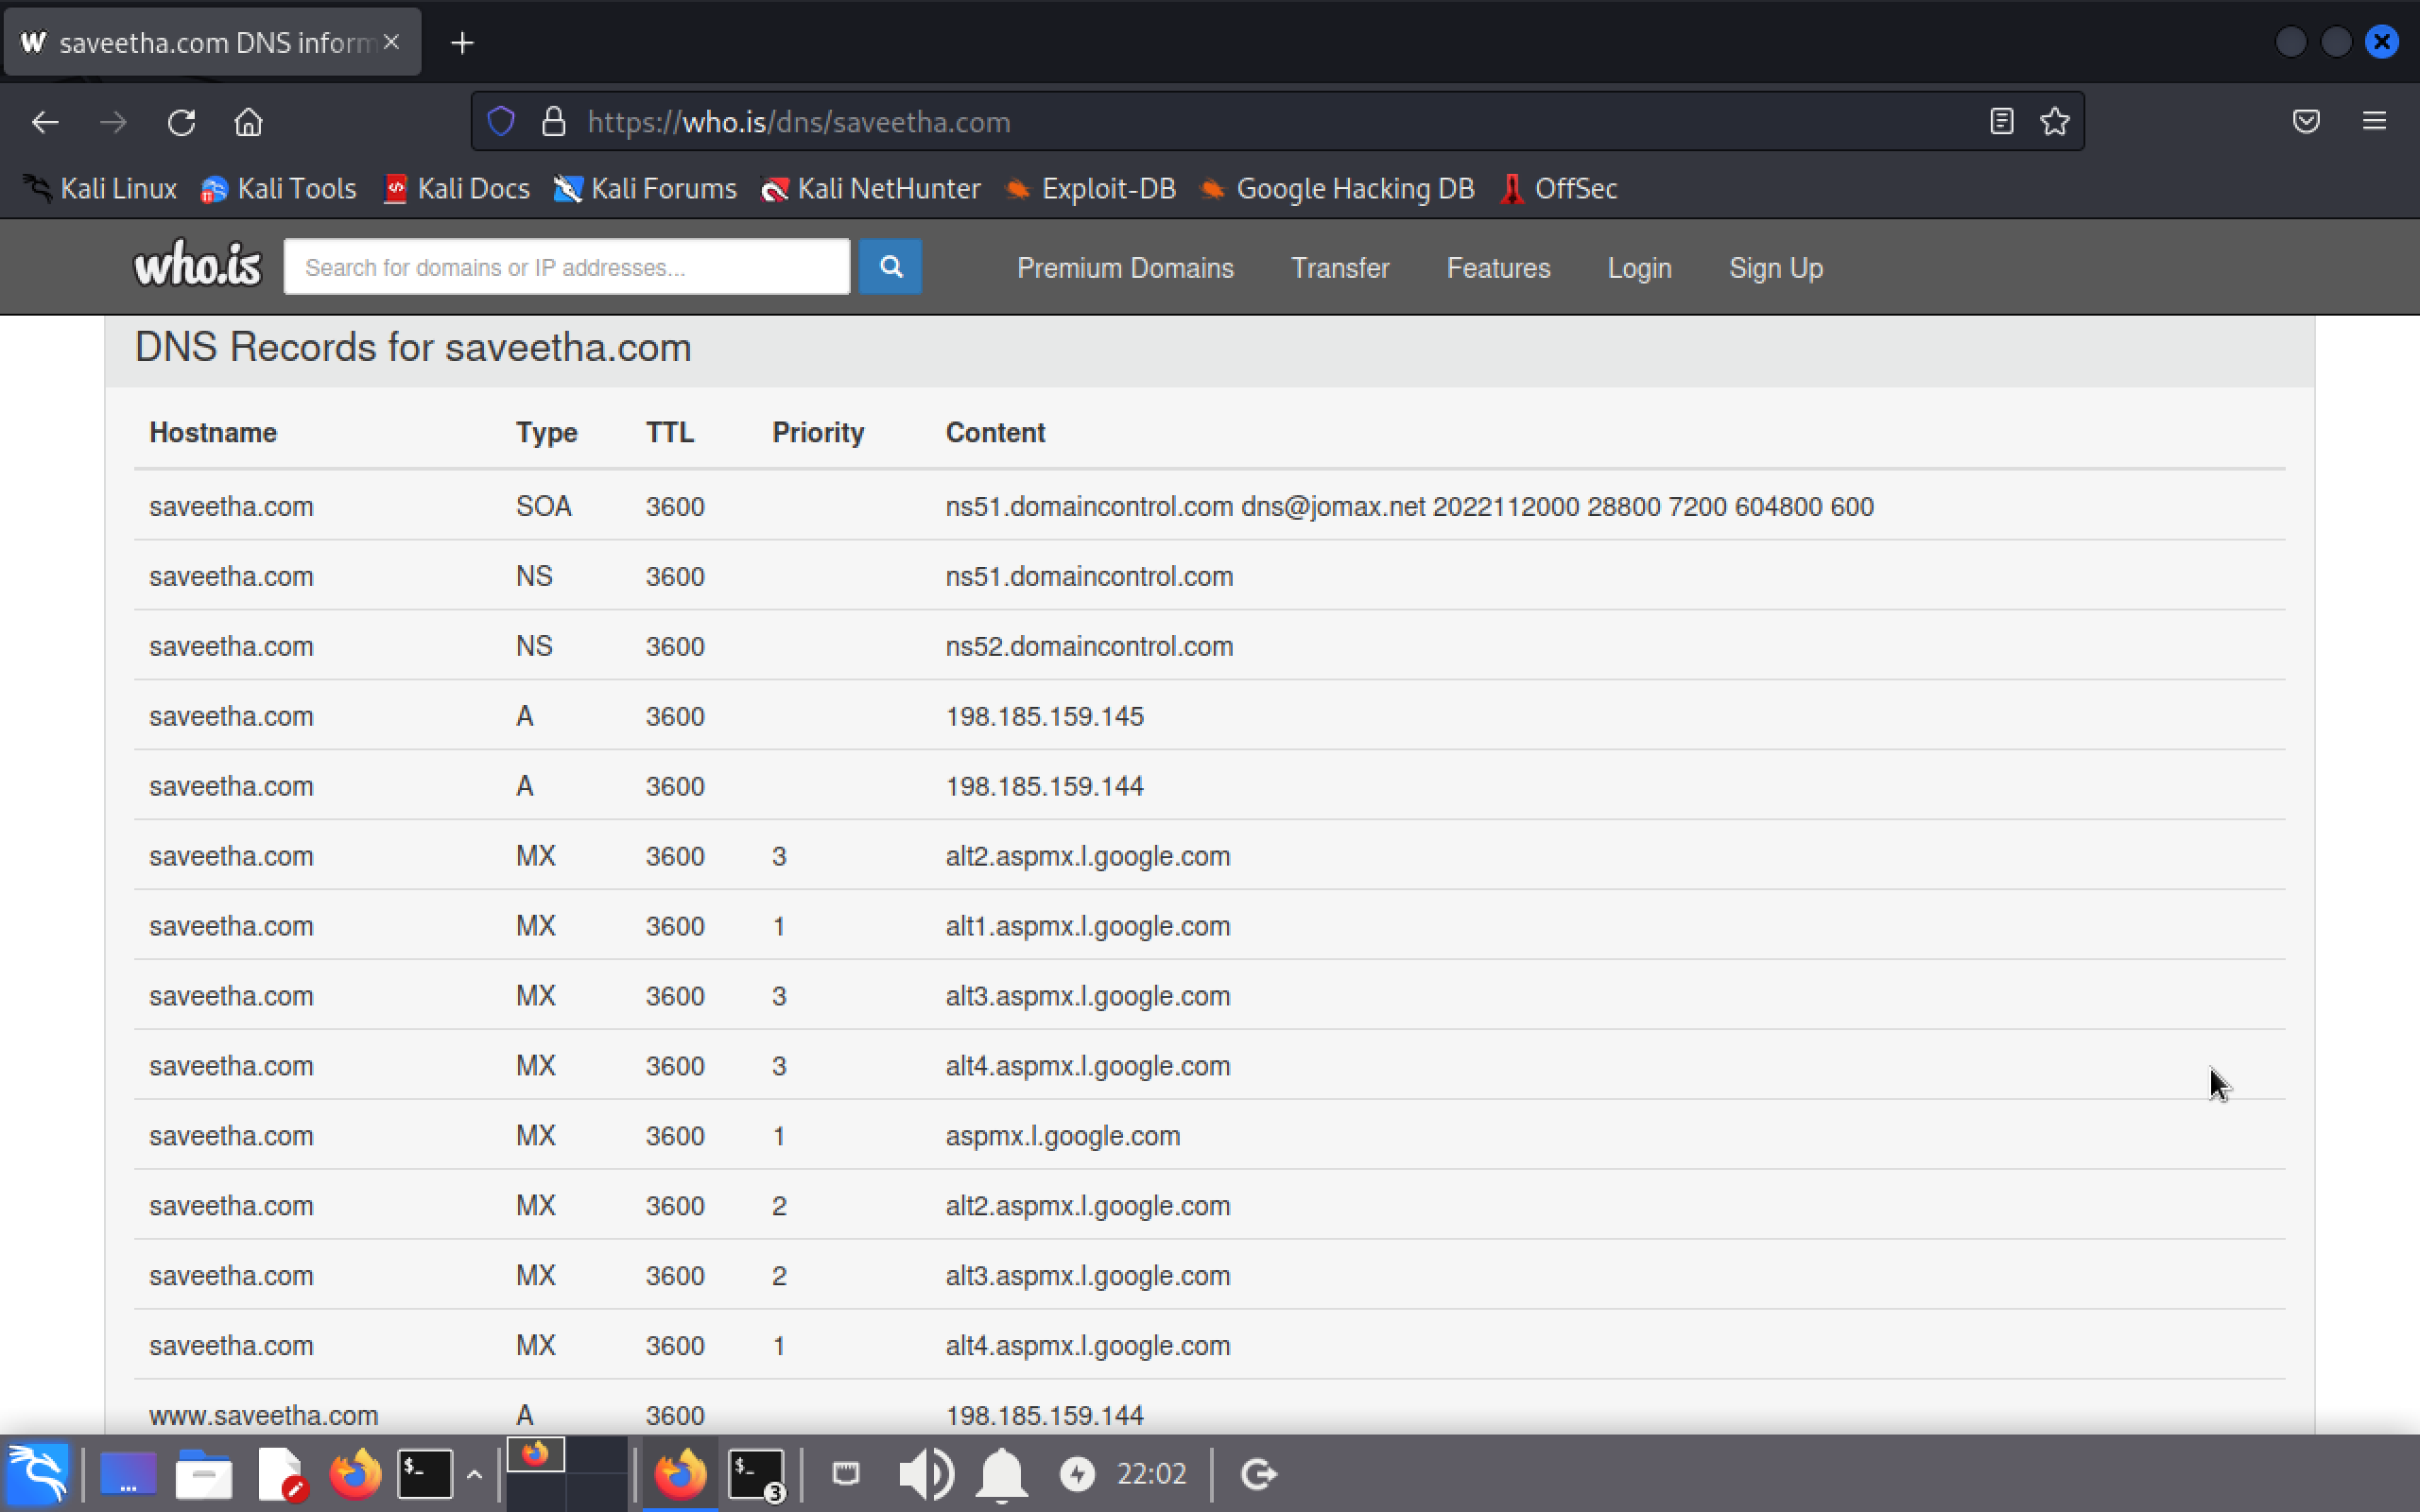 saveetha.com DNS inform
https://who.is/dns/saveetha.com
Kali Linux Kali Tools Kali Docs Kali Forums Kali NetHunter Exploit-DB Google Hacking DB OffSec
who.is Search for domains or IP addresses... Premium Domains Transfer Features Login Sign Up
DNS Records for saveetha.com
Hostname Type TTL Priority Content
saveetha.com SOA 3600 ns51.domaincontrol.com dns@jomax.net 2022112000 28800 7200 604800 600
saveetha.com NS 3600 ns51.domaincontrol.com
saveetha.com NS 3600 ns52.domaincontrol.com
saveetha.com A 3600 198.185.159.145
saveetha.com A 3600 198.185.159.144
saveetha.com MX 3600 3 alt2.aspmx.l.google.com
saveetha.com MX 3600 1 alt1.aspmx.l.google.com
saveetha.com MX 3600 3 alt3.aspmx.l.google.com
saveetha.com MX 3600 3 alt4.aspmx.l.google.com
saveetha.com MX 3600 1 aspmx.l.google.com
saveetha.com MX 3600 2 alt2.aspmx.l.google.com
saveetha.com MX 3600 2 alt3.aspmx.l.google.com
saveetha.com MX 3600 1 alt4.aspmx.l.google.com
www.saveetha.com A 3600 198.185.159.144
$_ $_ 3 22:02